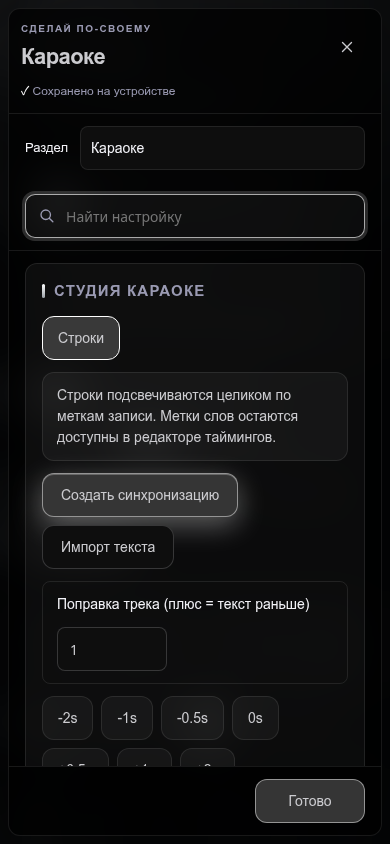 СДЕЛАЙ ПО-СВОЕМУ
Караоке
✓ Сохранено на устройстве
Раздел
Караоке
Найти настройку
СТУДИЯ КАРАОКЕ
Строки
Строки подсвечиваются целиком по
меткам записи. Метки слов остаются
доступны в редакторе таймингов.
Создать синхронизацию
Импорт текста
Поправка трека (плюс = текст раньше)
1
-2s -1s -0.5s 0s
Готово